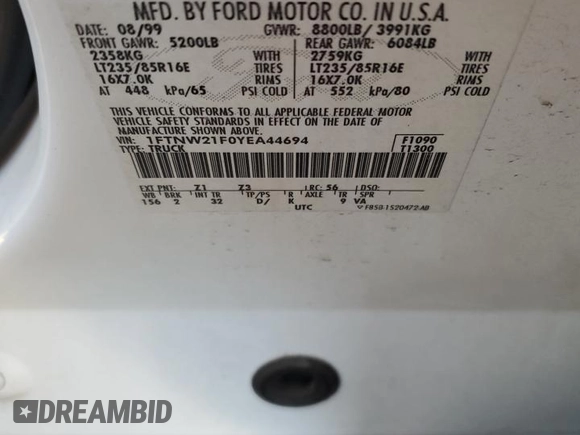 MFD. BY FORD MOTOR CO. IN U.S.A.
DATE: 08/99 GVWR: 8800LB/ 3991KG
FRONT GAWR: 5200LB REAR GAWR: 6084LB
2358KG WITH 2759KG WITH
LT235/85R16E TIRES LT235/85R16E TIRES
16X7.0K RIMS 16X7.0K RIMS
AT 448 kPa/65 PSI COLD AT 552 kPa/80 PSI COLD
THIS VEHICLE CONFORMS TO ALL APPLICABLE FEDERAL MOTOR
VEHICLE SAFETY STANDARDS IN EFFECT ON THE DATE OF
MANUFACTURE SHOWN ABOVE.
VIN: 1FTNW21F0YEA44694 F1090
TYPE: TRUCK T1300
EXT PNT: Z1 Z3 RC: 56 DSO:
WB BRK INT TR TP/PS R AXLE TR SPR
156 2 32 D/ K 9 VA
UTC F85B-1520472-AB
DREAMBID